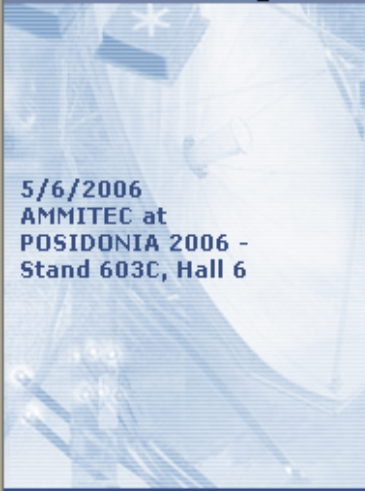 5/6/2006
AMMITEC at
POSIDONIA 2006 -
Stand 603C, Hall 6